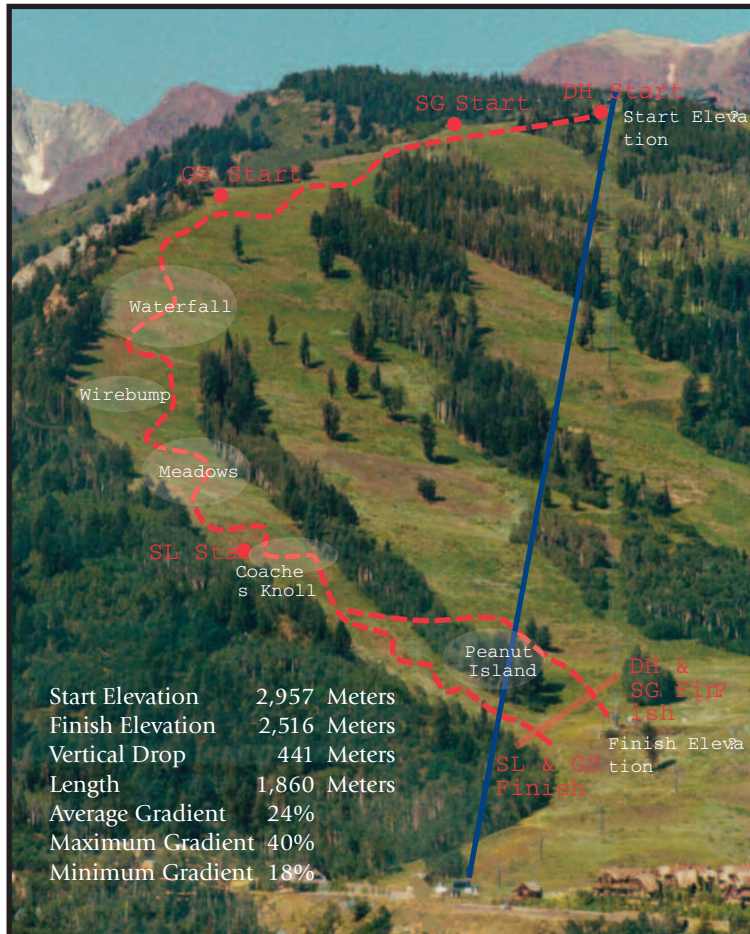 DH Start
SG Start
Start Eleva?
tion
GS Start
Waterfall
Wirebump
Meadows
SL Sta
Coache
s Knoll
Peanut
Island
DH &
SG Fin?
ish
Finish Eleva?
tion
SL & GS
Finish
Start Elevation 2,957 Meters
Finish Elevation 2,516 Meters
Vertical Drop 441 Meters
Length 1,860 Meters
Average Gradient 24%
Maximum Gradient 40%
Minimum Gradient 18%